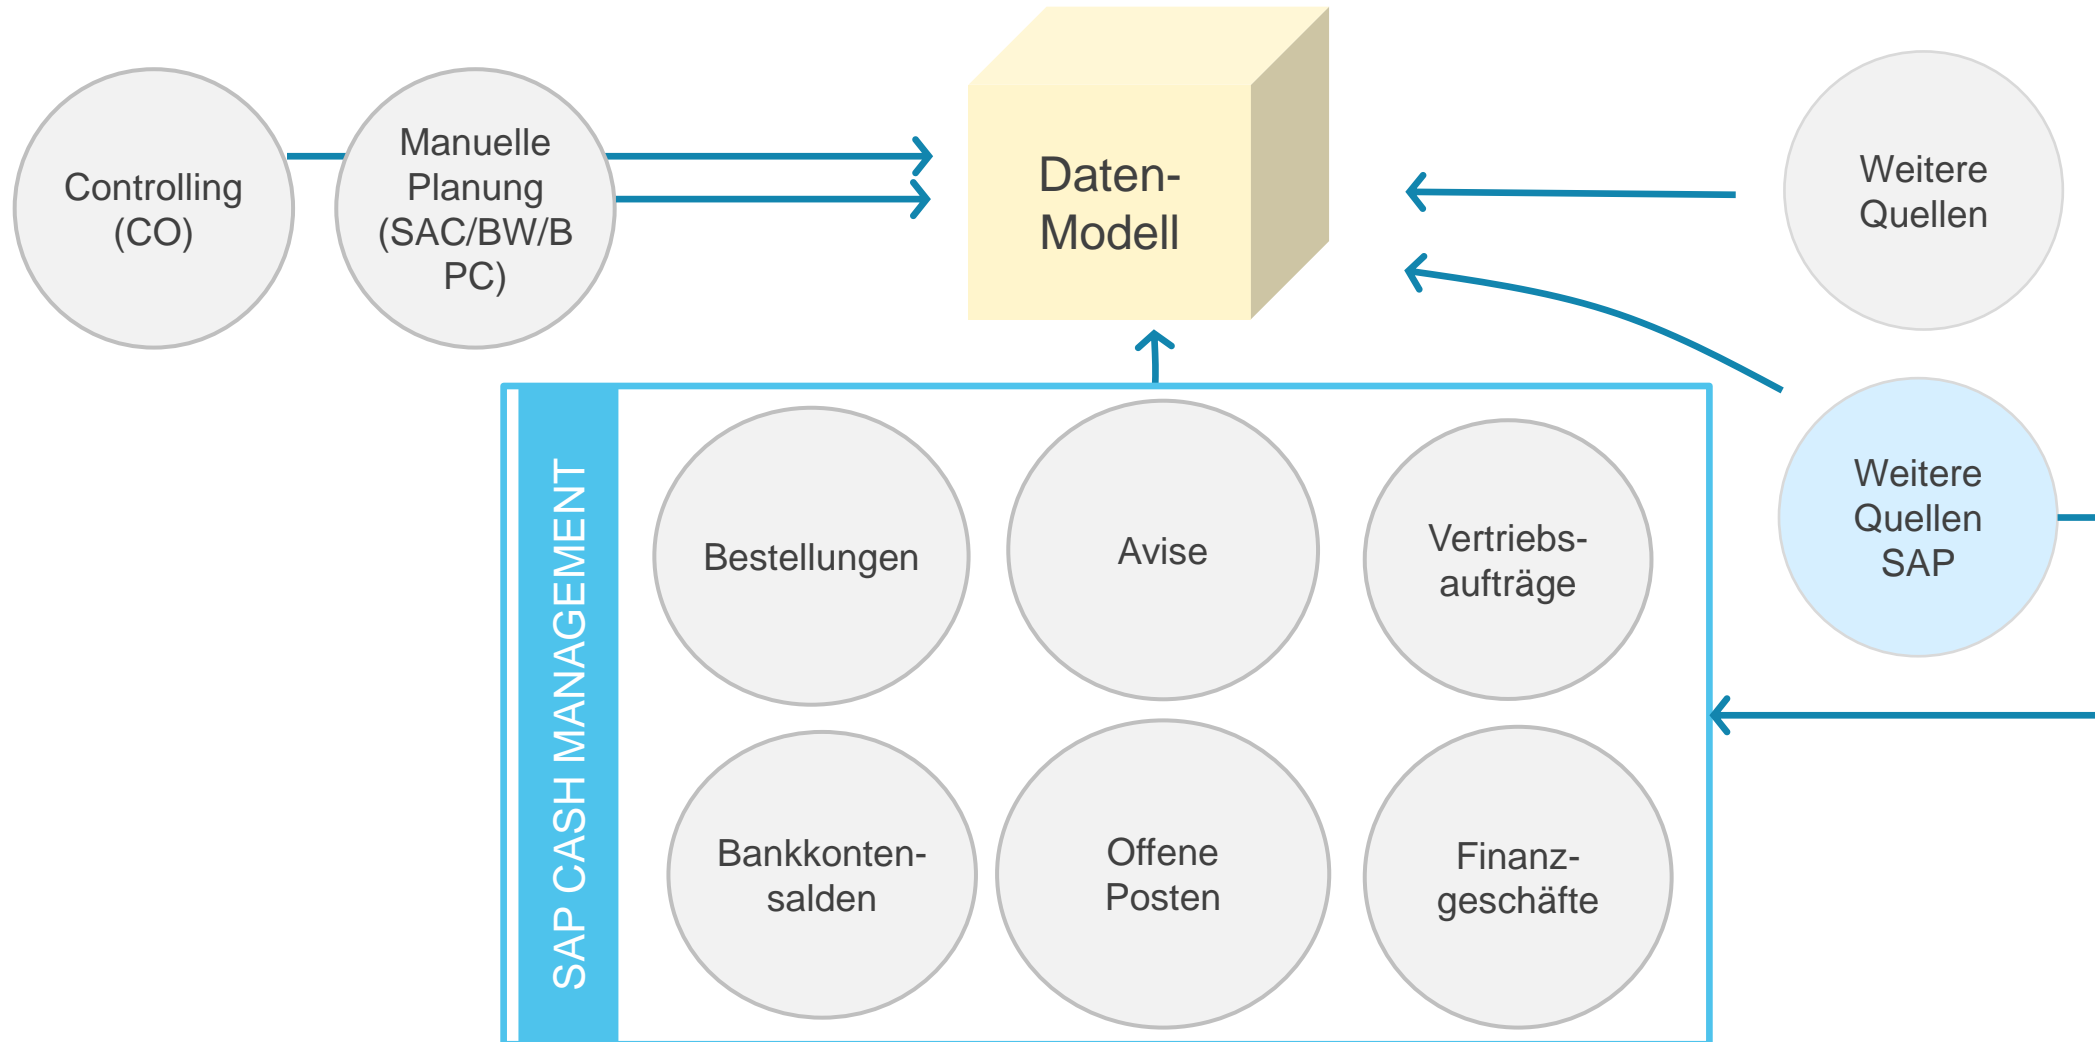 Controlling
(CO)
Manuelle
Planung
(SAC/BW/B
PC)
Daten-
Modell
Weitere
Quellen
Weitere
Quellen
SAP
SAP CASH MANAGEMENT
Bestellungen
Avise
Vertriebs-
aufträge
Bankkonten-
salden
Offene
Posten
Finanz-
geschäfte